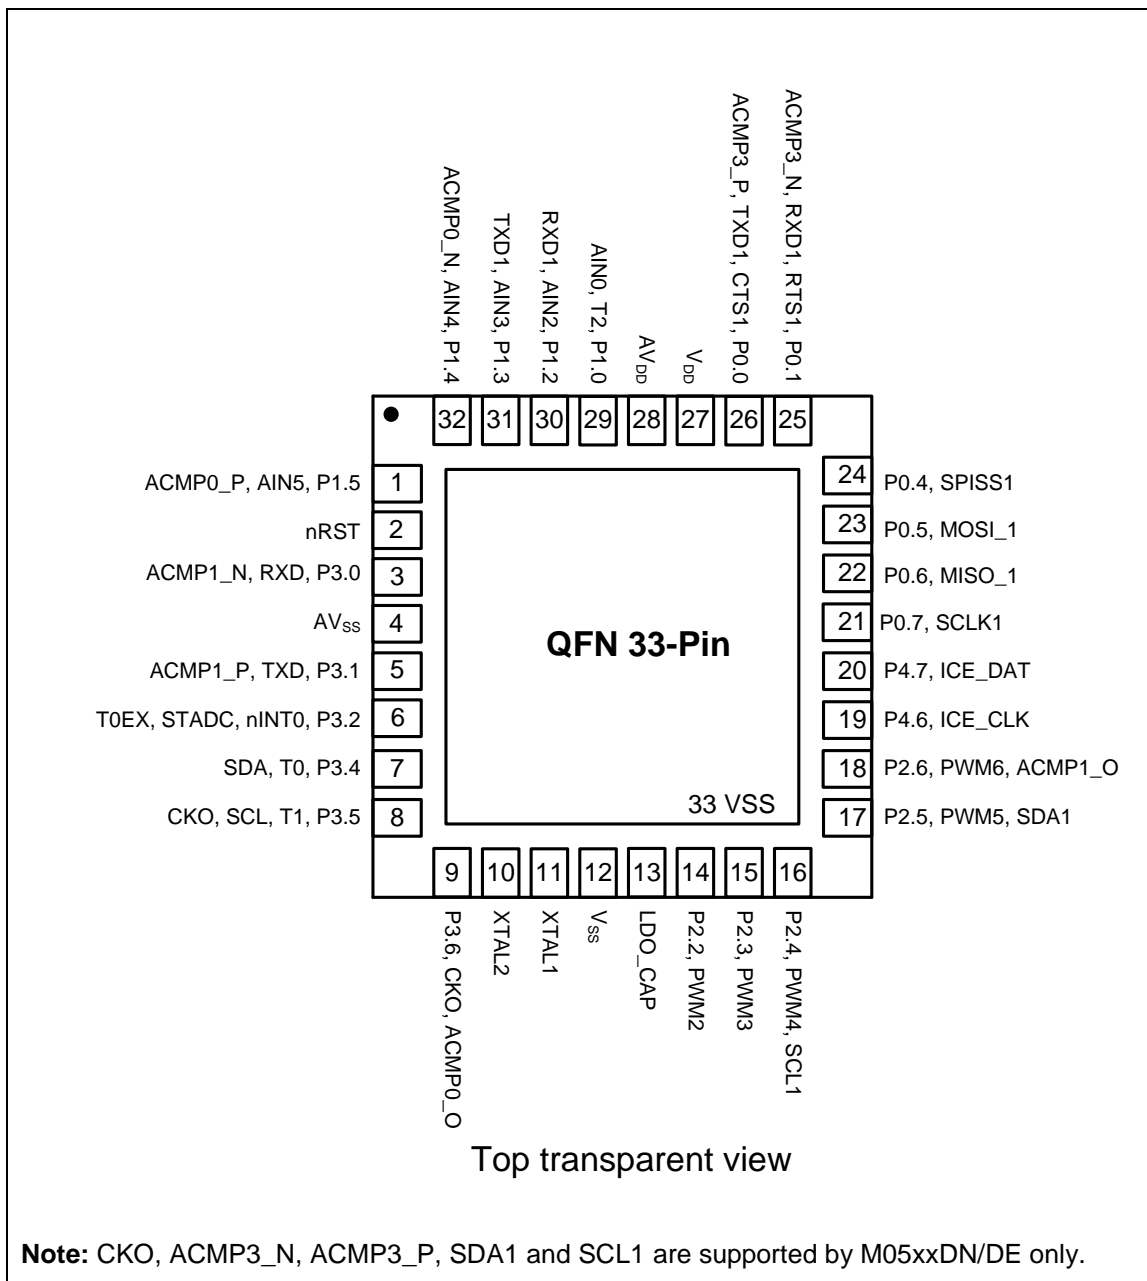 ACMP0_N, AIN4, P1.4
TXD1, AIN3, P1.3
RXD1, AIN2, P1.2
AIN0, T2, P1.0
AVDD
VDD
ACMP3_P, TXD1, CTS1, P0.0
ACMP3_N, RXD1, RTS1, P0.1
32
31
30
29
28
27
26
25
ACMP0_P, AIN5, P1.5
1
nRST
2
ACMP1_N, RXD, P3.0
3
AVSS
4
ACMP1_P, TXD, P3.1
5
T0EX, STADC, nINT0, P3.2
6
SDA, T0, P3.4
7
CKO, SCL, T1, P3.5
8
QFN 33-Pin
33 VSS
24
P0.4, SPISS1
23
P0.5, MOSI_1
22
P0.6, MISO_1
21
P0.7, SCLK1
20
P4.7, ICE_DAT
19
P4.6, ICE_CLK
18
P2.6, PWM6, ACMP1_O
17
P2.5, PWM5, SDA1
9
10
11
12
13
14
15
16
P3.6, CKO, ACMP0_O
XTAL2
XTAL1
VSS
LDO_CAP
P2.2, PWM2
P2.3, PWM3
P2.4, PWM4, SCL1
Top transparent view
Note: CKO, ACMP3_N, ACMP3_P, SDA1 and SCL1 are supported by M05xxDN/DE only.